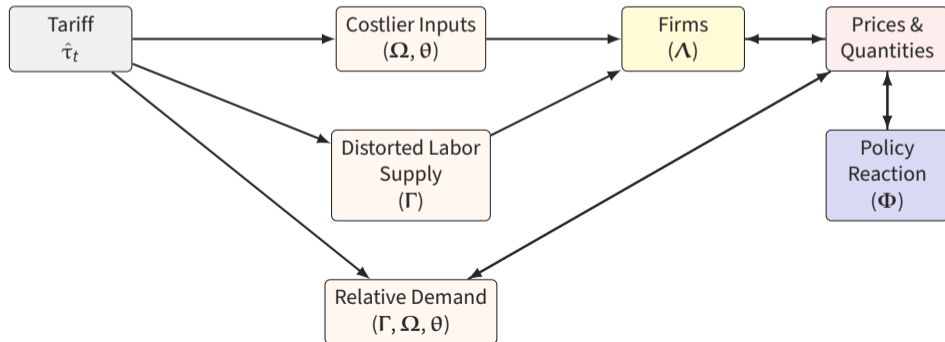 Tariff
τ̂ₜ
Costlier Inputs
(Ω, θ)
Firms
(Λ)
Prices &
Quantities
Distorted Labor
Supply
(Γ)
Policy
Reaction
(Φ)
Relative Demand
(Γ, Ω, θ)